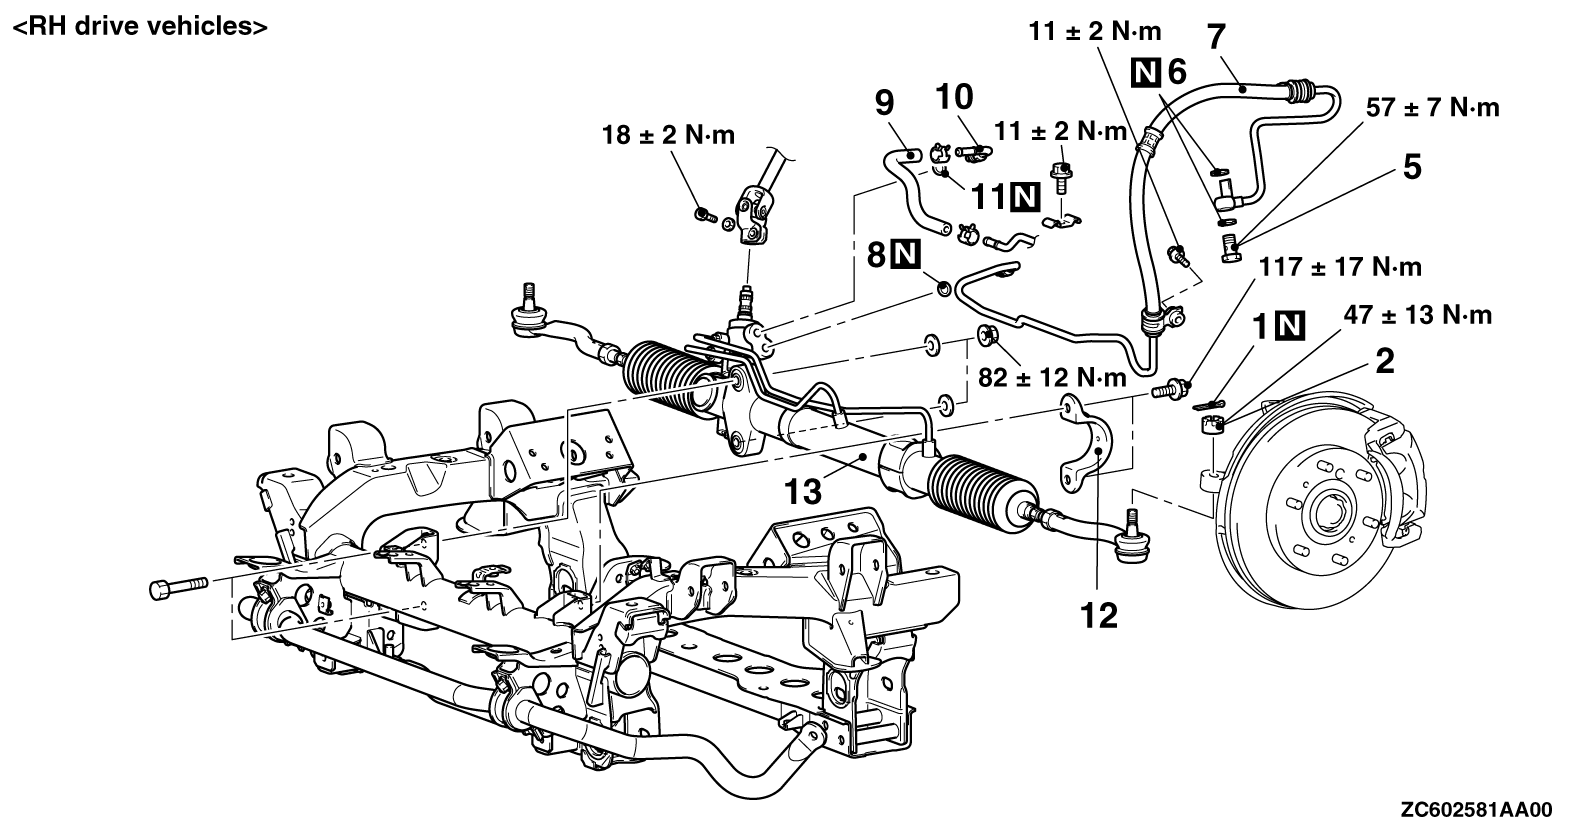 <RH drive vehicles>
11 ± 2 N·m
7
N 6
9
10
57 ± 7 N·m
18 ± 2 N·m
11 ± 2 N·m
5
11 N
8 N
117 ± 17 N·m
1 N
47 ± 13 N·m
2
82 ± 12 N·m
13
12
ZC602581AA00